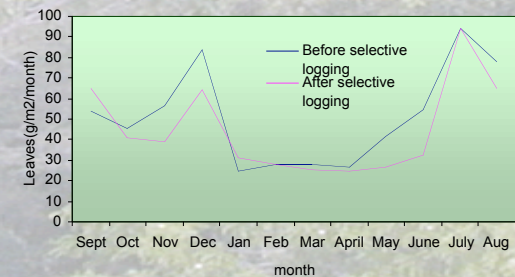 100
90
80
70
60
50
40
30
20
10
0
Leaves(g/m2/month)
Before selective
logging
After selective
logging
Sept Oct Nov Dec Jan Feb Mar April May June July Aug
month